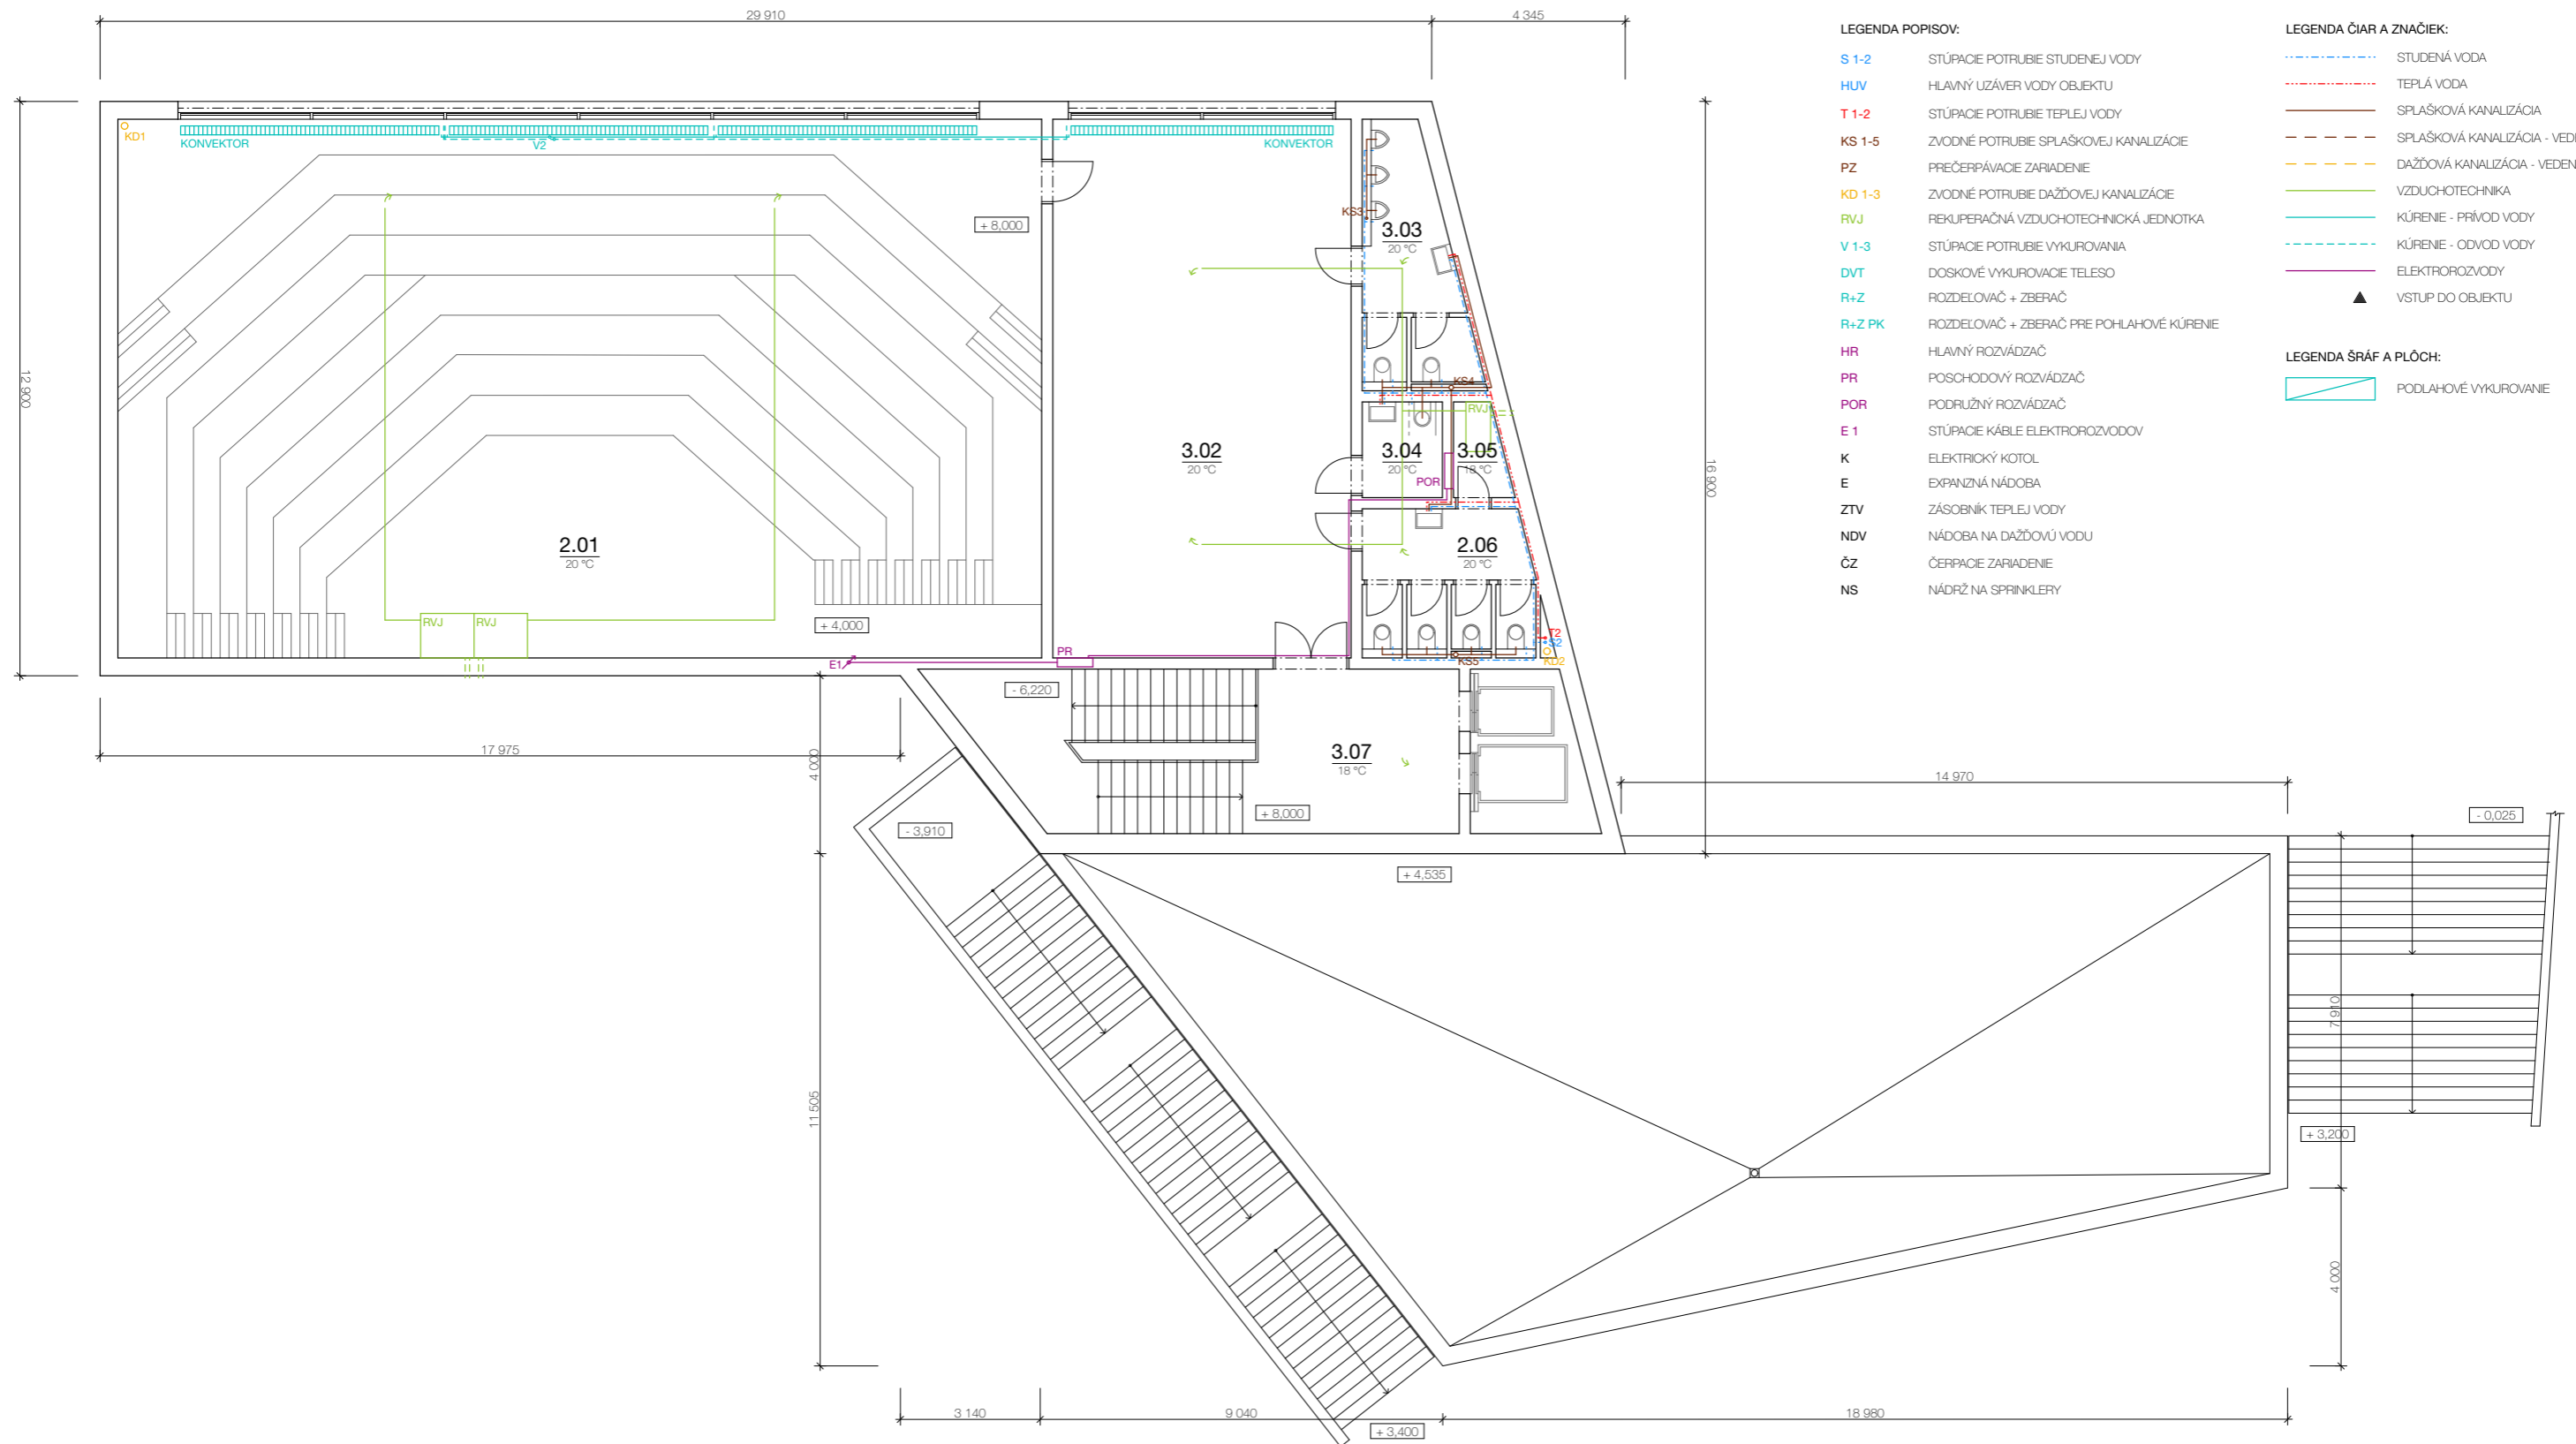 29 910
4 345
LEGENDA POPISOV:
S 1-2 STÚPACIE POTRUBIE STUDENEJ VODY
HUV HLAVNÝ UZÁVER VODY OBJEKTU
T 1-2 STÚPACIE POTRUBIE TEPLEJ VODY
KS 1-5 ZVODNÉ POTRUBIE SPLAŠKOVEJ KANALIZÁCIE
PZ PREČERPÁVACIE ZARIADENIE
KD 1-3 ZVODNÉ POTRUBIE DAŽĎOVEJ KANALIZÁCIE
RVJ REKUPERAČNÁ VZDUCHOTECHNICKÁ JEDNOTKA
V 1-3 STÚPACIE POTRUBIE VYKUROVANIA
DVT DOSKOVÉ VYKUROVACIE TELESO
R+Z ROZDEĽOVAČ + ZBERAČ
R+Z PK ROZDEĽOVAČ + ZBERAČ PRE POHLAHOVÉ KÚRENIE
HR HLAVNÝ ROZVÁDZAČ
PR POSCHODOVÝ ROZVÁDZAČ
POR PODRUŽNÝ ROZVÁDZAČ
E 1 STÚPACIE KÁBLE ELEKTROROZVODOV
K ELEKTRICKÝ KOTOL
E EXPANZNÁ NÁDOBA
ZTV ZÁSOBNÍK TEPLEJ VODY
NDV NÁDOBA NA DAŽĎOVÚ VODU
ČZ ČERPACIE ZARIADENIE
NS NÁDRŽ NA SPRINKLERY
LEGENDA ČIAR A ZNAČIEK:
STUDENÁ VODA
TEPLÁ VODA
SPLAŠKOVÁ KANALIZÁCIA
SPLAŠKOVÁ KANALIZÁCIA - VEDE
DAŽĎOVÁ KANALIZÁCIA - VEDEN
VZDUCHOTECHNIKA
KÚRENIE - PRÍVOD VODY
KÚRENIE - ODVOD VODY
ELEKTROROZVODY
VSTUP DO OBJEKTU
LEGENDA ŠRÁF A PLÔCH:
PODLAHOVÉ VYKUROVANIE
KD1
KONVEKTOR
V2
KONVEKTOR
+ 8,000
KS3
3.03
20 °C
12 900
KS4
RVJ
3.02
20 °C
3.04
20 °C
3.05
18 °C
POR
16 900
2.01
20 °C
2.06
20 °C
RVJ
RVJ
+ 4,000
T2
S2
E1
PR
KS5
KD2
- 6,220
17 975
4 000
3.07
18 °C
14 970
+ 8,000
- 3,910
- 0,025
+ 4,535
7 910
11 505
+ 3,200
4 000
3 140
9 040
18 980
+ 3,400